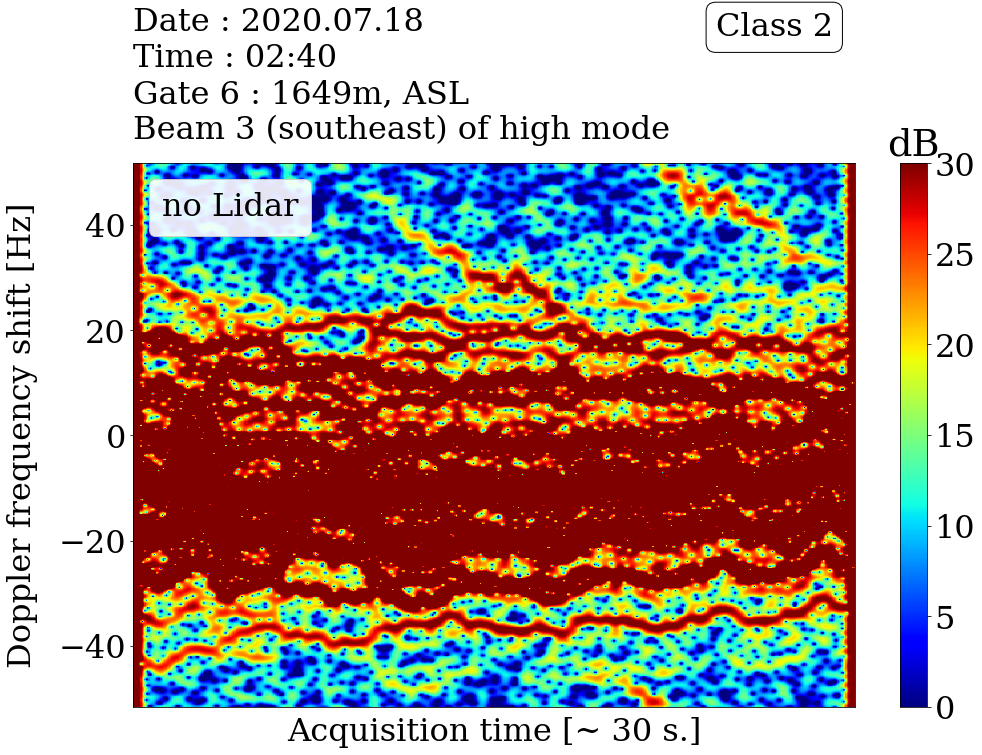 Date : 2020.07.18
Time : 02:40
Gate 6 : 1649m, ASL
Beam 3 (southeast) of high mode
Class 2
dB
no Lidar
Doppler frequency shift [Hz]
40
20
0
−20
−40
Acquisition time [~ 30 s.]
30
25
20
15
10
5
0